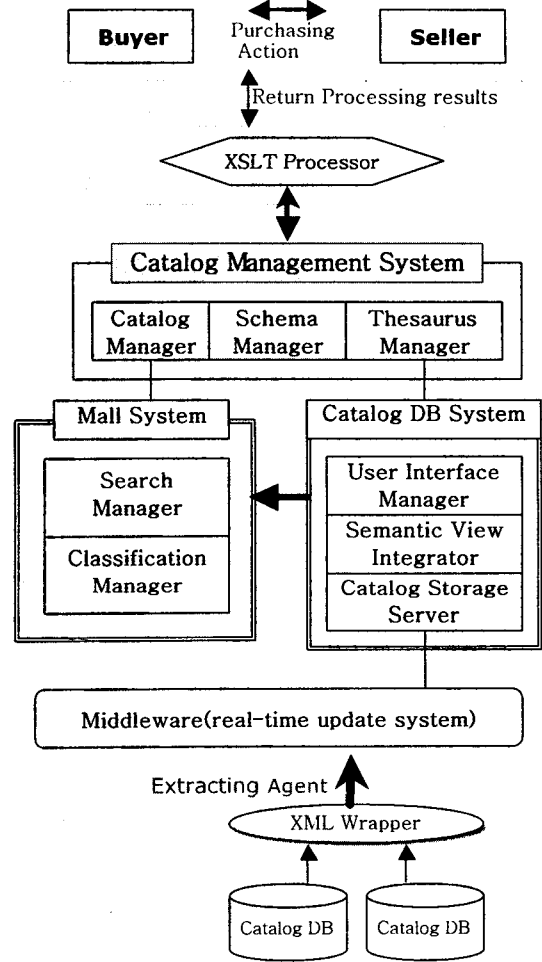 Buyer
Purchasing
Action
Seller
Return Processing results
XSLT Processor
Catalog Management System
Catalog
Manager
Schema
Manager
Thesaurus
Manager
Mall System
Catalog DB System
Search
Manager
Classification
Manager
User Interface
Manager
Semantic View
Integrator
Catalog Storage
Server
Middleware(real-time update system)
Extracting Agent
XML Wrapper
Catalog DB
Catalog DB